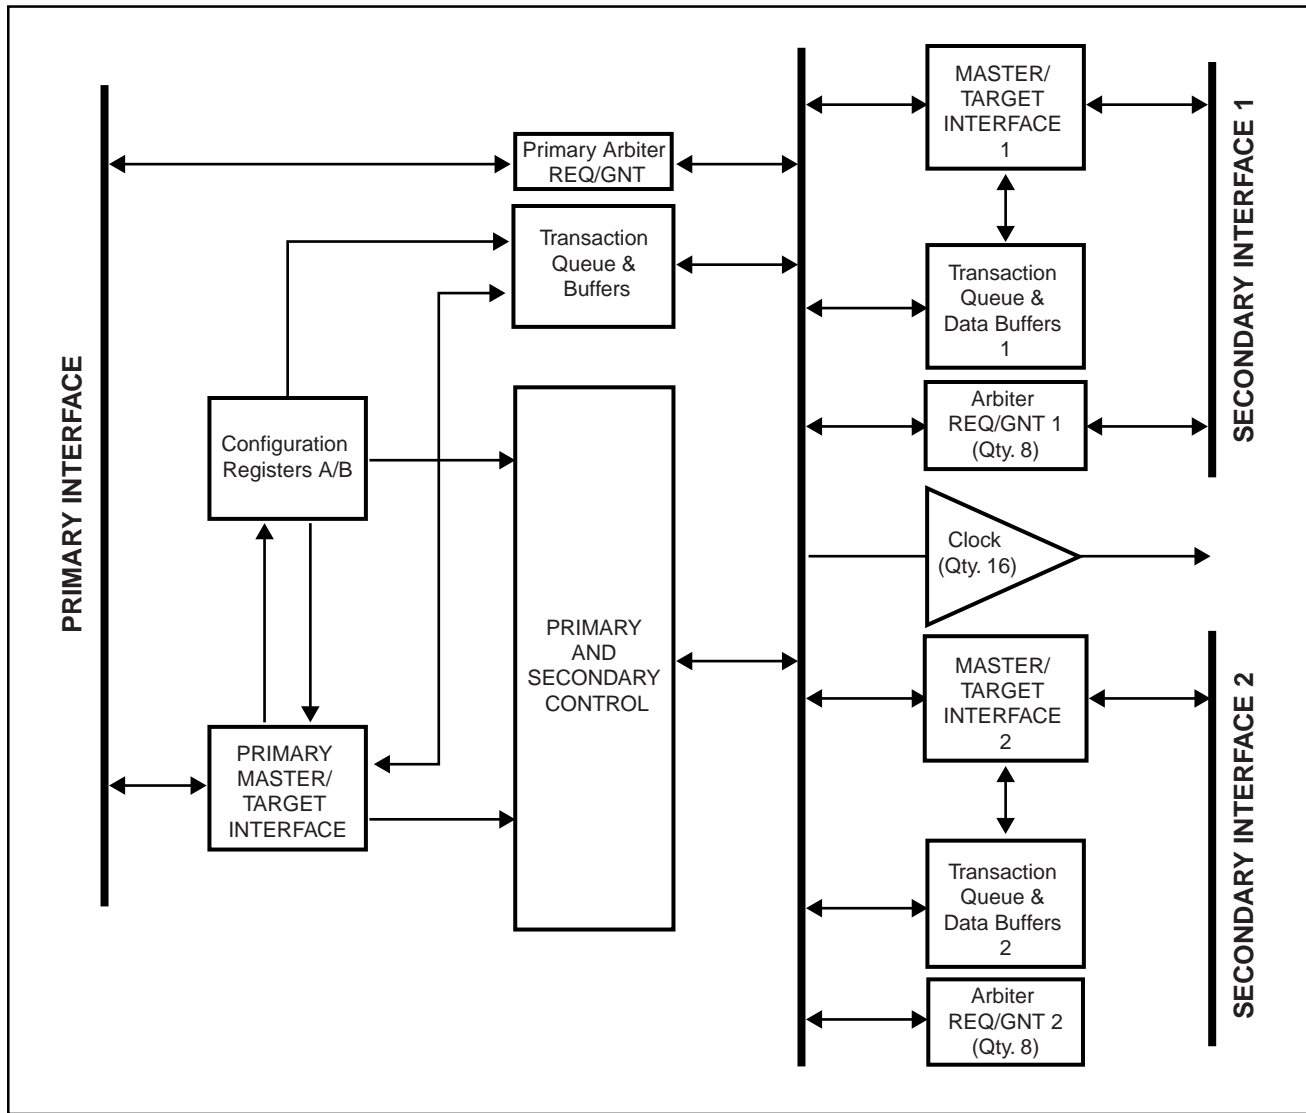 PRIMARY INTERFACE
Primary Arbiter
REQ/GNT
Transaction
Queue &
Buffers
Configuration
Registers A/B
PRIMARY
MASTER/
TARGET
INTERFACE
PRIMARY
AND
SECONDARY
CONTROL
MASTER/
TARGET
INTERFACE
1
Transaction
Queue &
Data Buffers
1
Arbiter
REQ/GNT 1
(Qty. 8)
SECONDARY INTERFACE 1
Clock
(Qty. 16)
MASTER/
TARGET
INTERFACE
2
Transaction
Queue &
Data Buffers
2
Arbiter
REQ/GNT 2
(Qty. 8)
SECONDARY INTERFACE 2